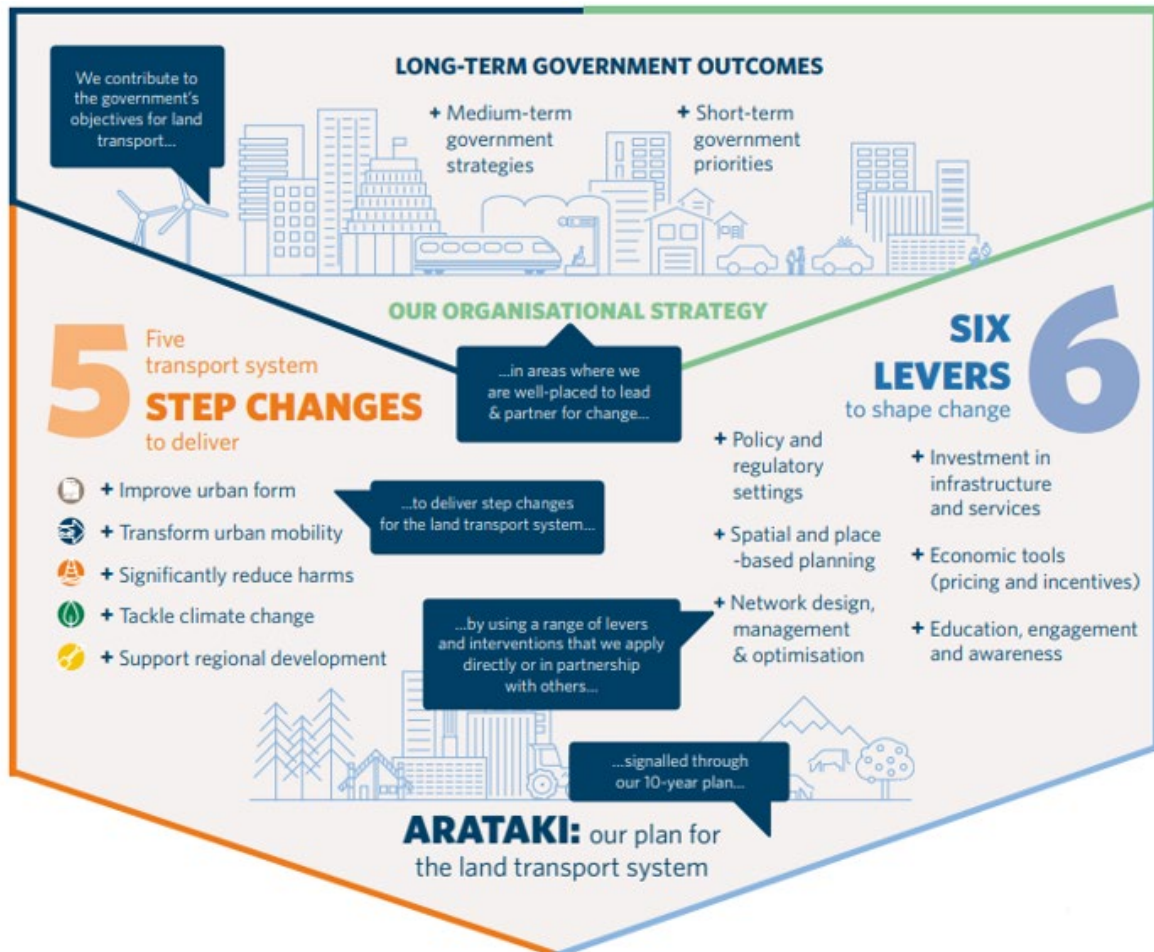 We contribute to
the government's
objectives for land
transport...
LONG-TERM GOVERNMENT OUTCOMES
+ Medium-term
government
strategies
+ Short-term
government
priorities
OUR ORGANISATIONAL STRATEGY
...in areas where we
are well-placed to lead
& partner for change...
5
Five
transport system
STEP CHANGES
to deliver
+ Improve urban form
+ Transform urban mobility
+ Significantly reduce harms
+ Tackle climate change
+ Support regional development
...to deliver step changes
for the land transport system...
SIX
LEVERS
to shape change
6
+ Policy and
regulatory
settings
+ Spatial and place
-based planning
+ Network design,
management
& optimisation
+ Investment in
infrastructure
and services
+ Economic tools
(pricing and incentives)
+ Education, engagement
and awareness
...by using a range of levers
and interventions that we apply
directly or in partnership
with others...
...signalled through
our 10-year plan...
ARATAKI: our plan for
the land transport system